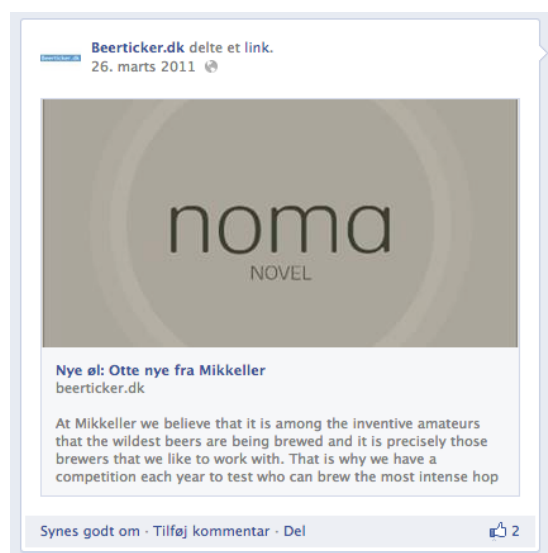 Beerticker.dk
Beerticker.dk delte et link.
26. marts 2011
noma
NOVEL
Nye øl: Otte nye fra Mikkeller
beerticker.dk
At Mikkeller we believe that it is among the inventive amateurs
that the wildest beers are being brewed and it is precisely those
brewers that we like to work with. That is why we have a
competition each year to test who can brew the most intense hop
Synes godt om · Tilføj kommentar · Del
2